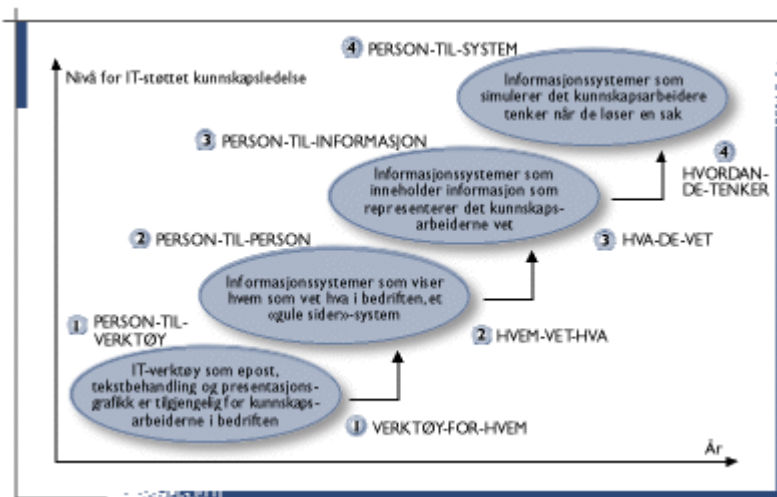 4 PERSON-TIL-SYSTEM
Nivå for IT-støttet kunnskapsledelse
Informasjonssystemer som
simulerer det kunnskapsarbeidere
tenker når de løser en sak
3 PERSON-TIL-INFORMASJON
4
HVORDAN-
DE-TENKER
Informasjonssystemer som
inneholder informasjon som
representerer det kunnskaps-
arbeiderne vet
2 PERSON-TIL-PERSON
3 HVA-DE-VET
Informasjonssystemer som viser
hvem som vet hva i bedriften, et
«gule sider»-system
1 PERSON-TIL-
VERKTØY
2 HVEM-VET-HVA
IT-verktøy som epost,
tekstbehandling og presentasjons-
grafikk er tilgjengelig for kunnskaps-
arbeiderne i bedriften
1 VERKTØY-FOR-HVEM
År